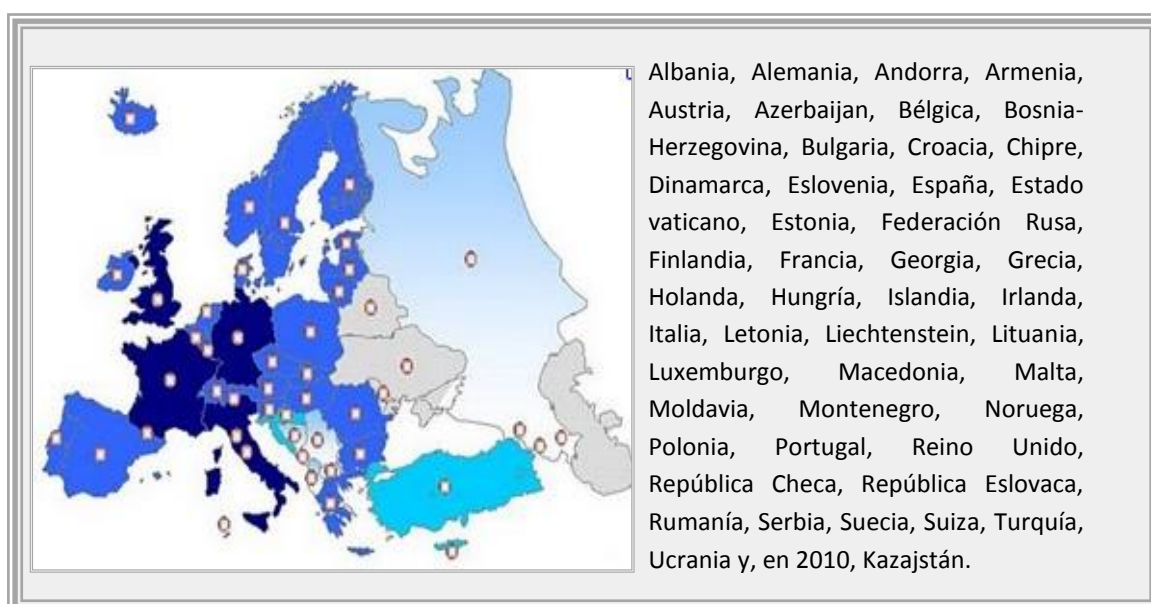 Albania, Alemania, Andorra, Armenia,
Austria, Azerbaijan, Bélgica, Bosnia-
Herzegovina, Bulgaria, Croacia, Chipre,
Dinamarca, Eslovenia, España, Estado
vaticano, Estonia, Federación Rusa,
Finlandia, Francia, Georgia, Grecia,
Holanda, Hungría, Islandia, Irlanda,
Italia, Letonia, Liechtenstein, Lituania,
Luxemburgo, Macedonia, Malta,
Moldavia, Montenegro, Noruega,
Polonia, Portugal, Reino Unido,
República Checa, República Eslovaca,
Rumanía, Serbia, Suecia, Suiza, Turquía,
Ucrania y, en 2010, Kazajstán.